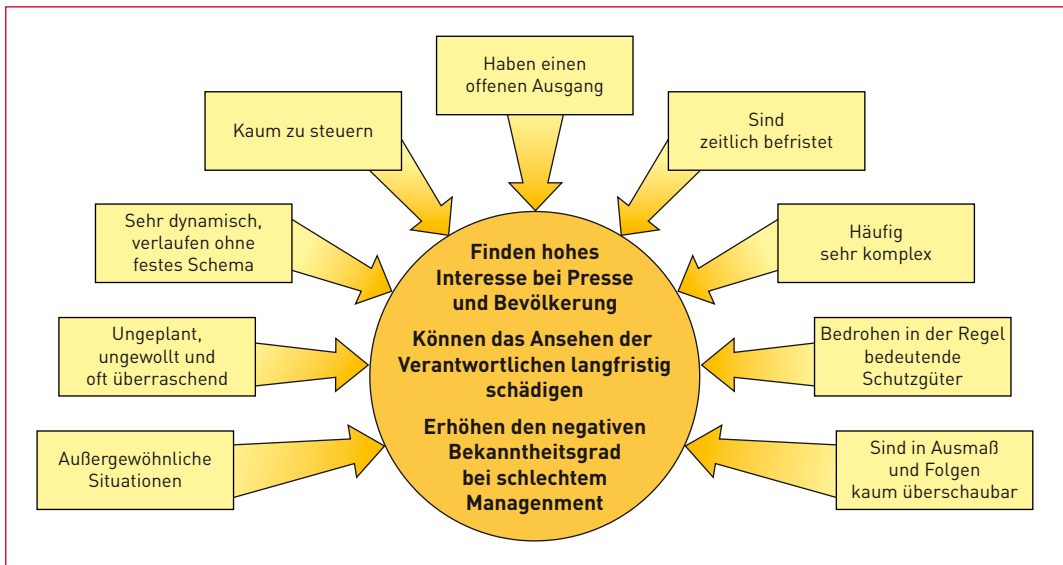 Haben einen
offenen Ausgang
Kaum zu steuern
Sind
zeitlich befristet
Sehr dynamisch,
verlaufen ohne
festes Schema
Häufig
sehr komplex
Ungeplant,
ungewollt und
oft überraschend
Bedrohen in der Regel
bedeutende
Schutzgüter
Außergewöhnliche
Situationen
Sind in Ausmaß
und Folgen
kaum überschaubar
Finden hohes
Interesse bei Presse
und Bevölkerung
Können das Ansehen der
Verantwortlichen langfristig
schädigen
Erhöhen den negativen
Bekanntheitsgrad
bei schlechtem
Managenment